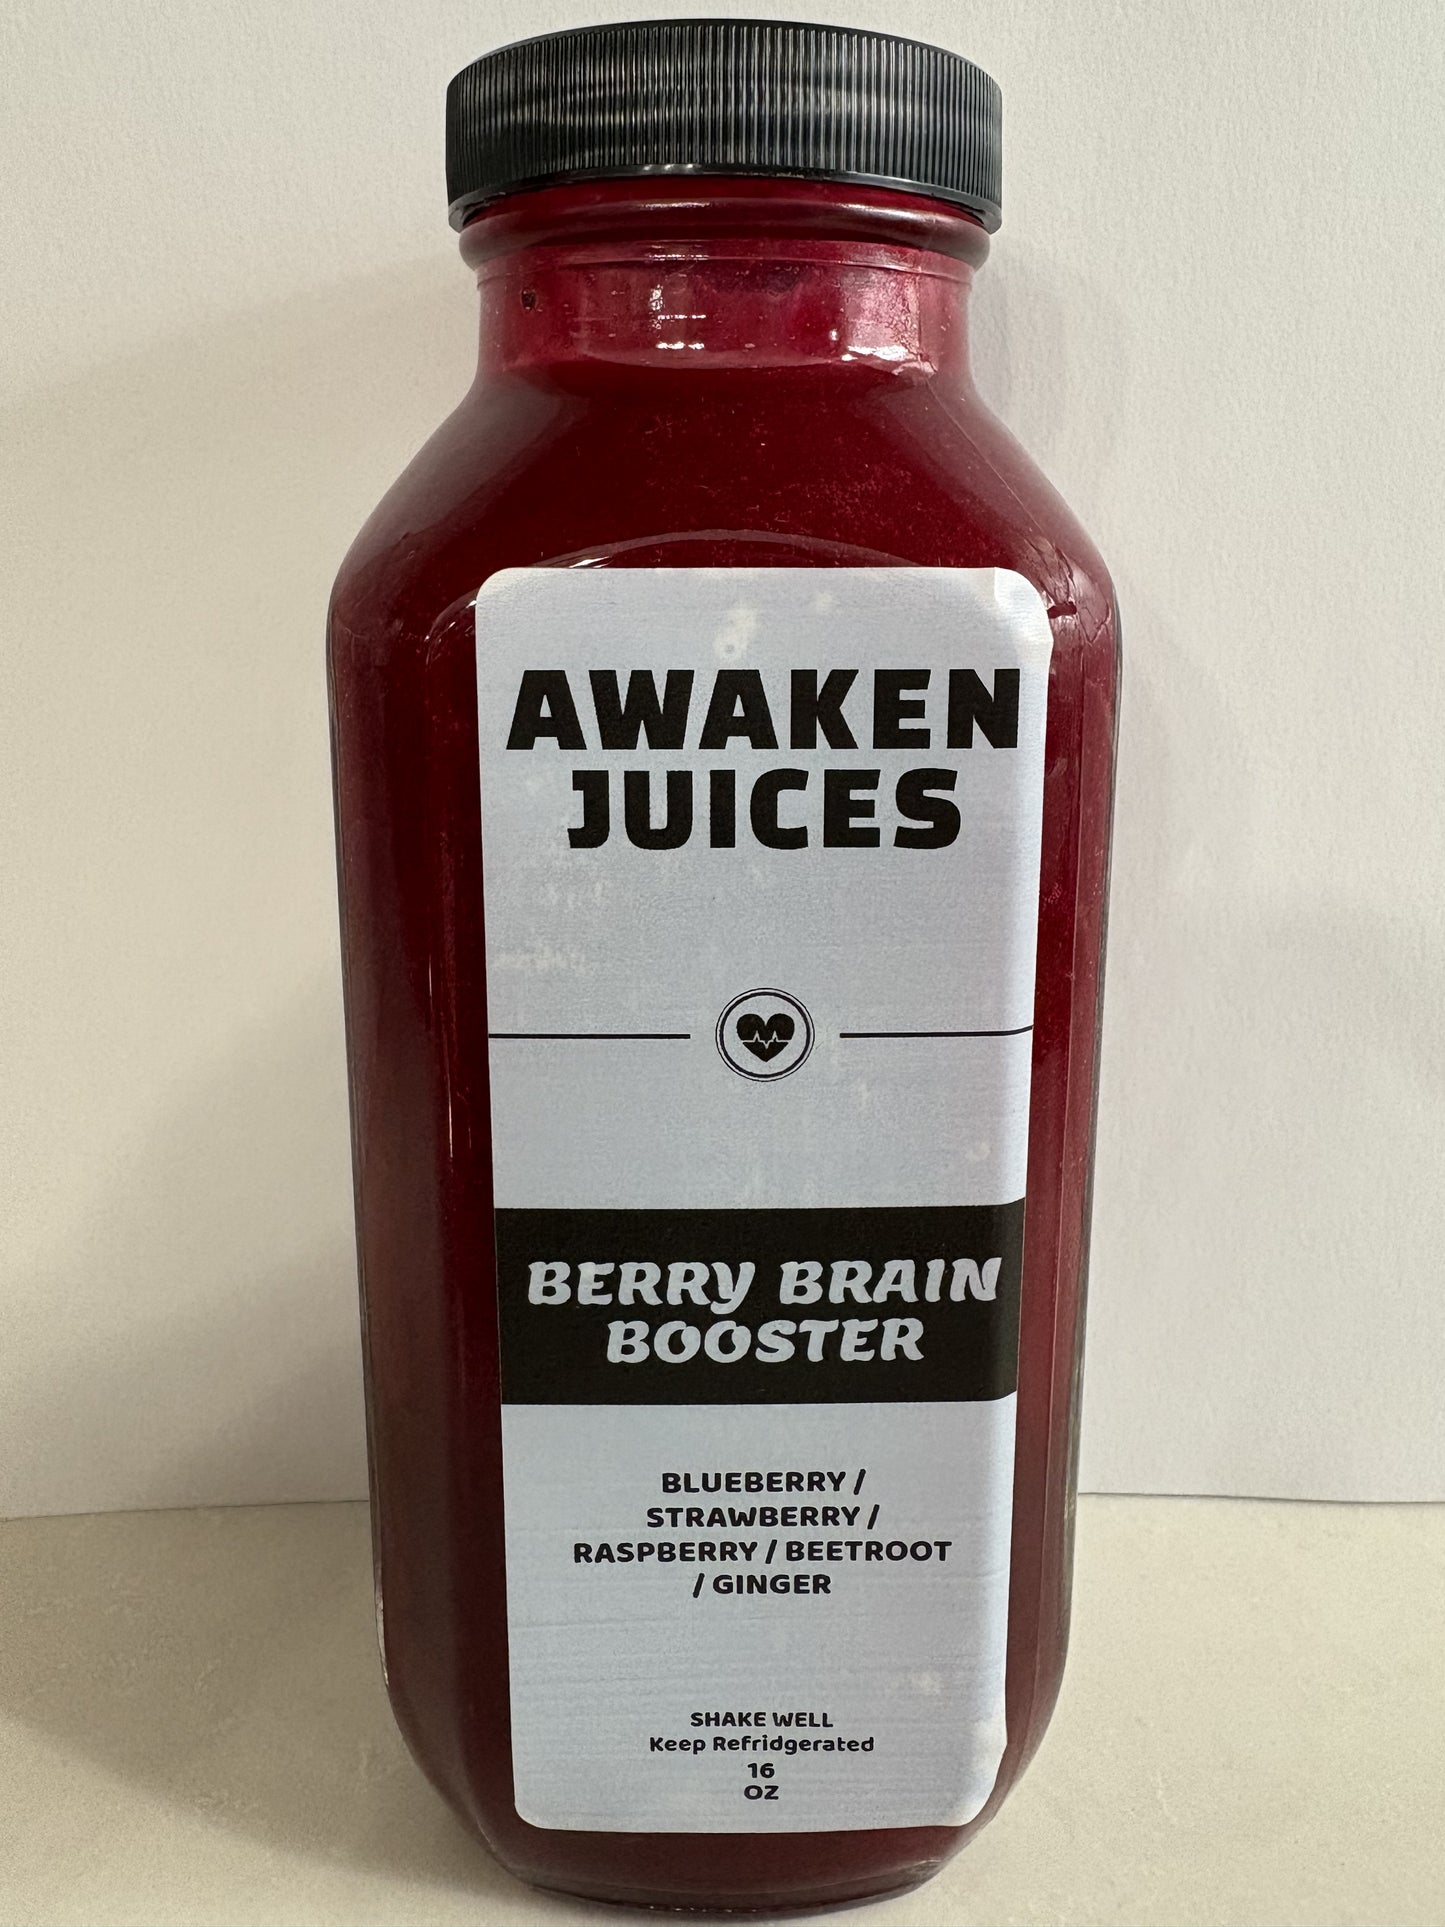 AWAKEN
JUICES
BERRY BRAIN
BOOSTER
BLUEBERRY /
STRAWBERRY /
RASPBERRY / BEETROOT
/ GINGER
SHAKE WELL
Keep Refridgerated
16
OZ